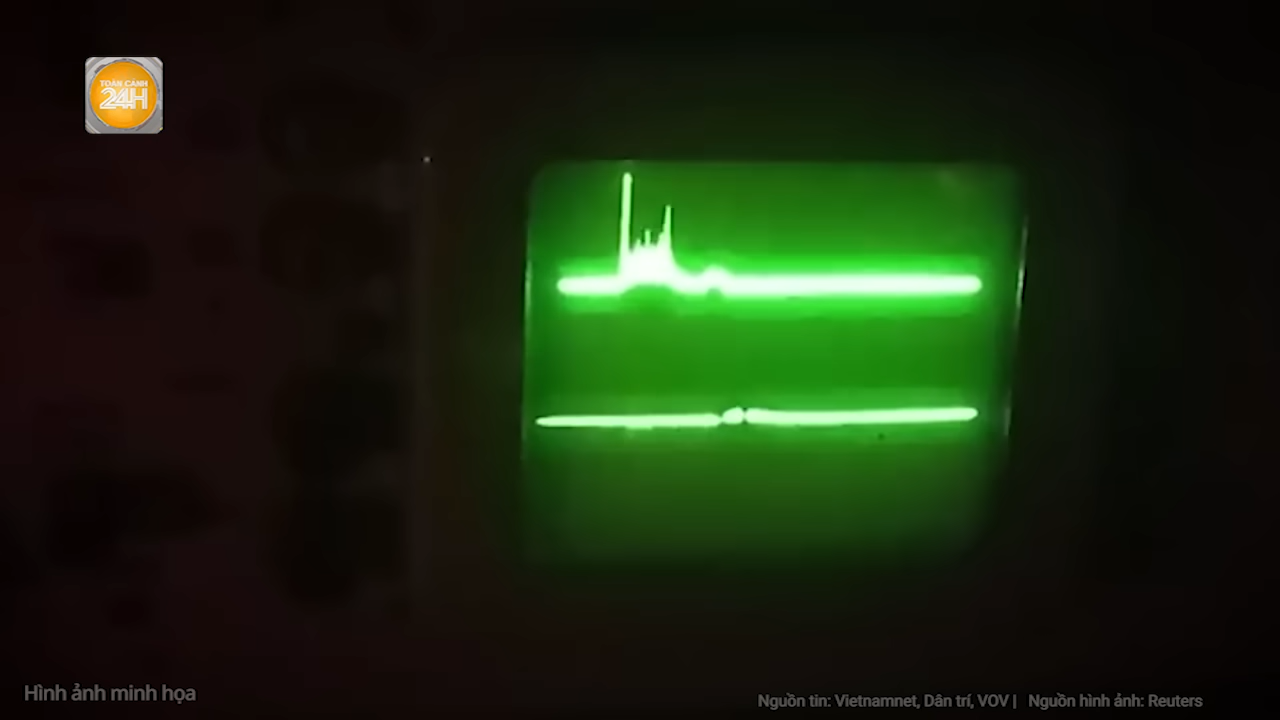 TOÀN CẢNH
24H
Hình ảnh minh họa
Nguồn tin: Vietnamnet, Dân trí, VOV | Nguồn hình ảnh: Reuters